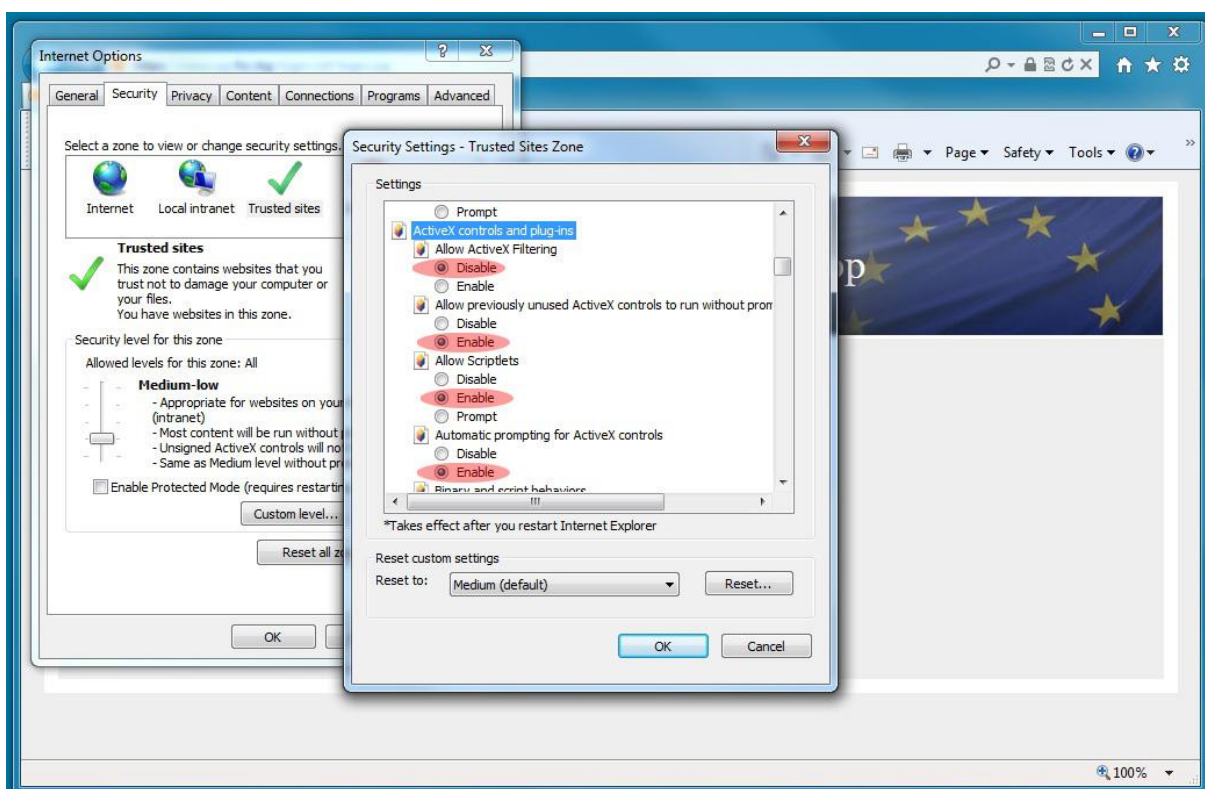 Internet Options
General Security Privacy Content Connections Programs Advanced
Select a zone to view or change security settings.
Internet Local intranet Trusted sites
Trusted sites
This zone contains websites that you
trust not to damage your computer or
your files.
You have websites in this zone.
Security level for this zone
Allowed levels for this zone: All
Medium-low
- Appropriate for websites on your
(intranet)
- Most content will be run without
- Unsigned ActiveX controls will
- Same as Medium level without
Enable Protected Mode (requires
Custom level...
Reset all
OK
Security Settings - Trusted Sites Zone
Settings
Prompt
ActiveX controls and plug-ins
Allow ActiveX Filtering
Disable
Enable
Allow previously unused ActiveX controls to run without prom
Disable
Enable
Allow Scriptlets
Disable
Enable
Prompt
Automatic prompting for ActiveX controls
Disable
Enable
Binary and script behaviors
*Takes effect after you restart Internet Explorer
Reset custom settings
Reset to: Medium (default) Reset...
OK Cancel
Page Safety Tools
op
100%